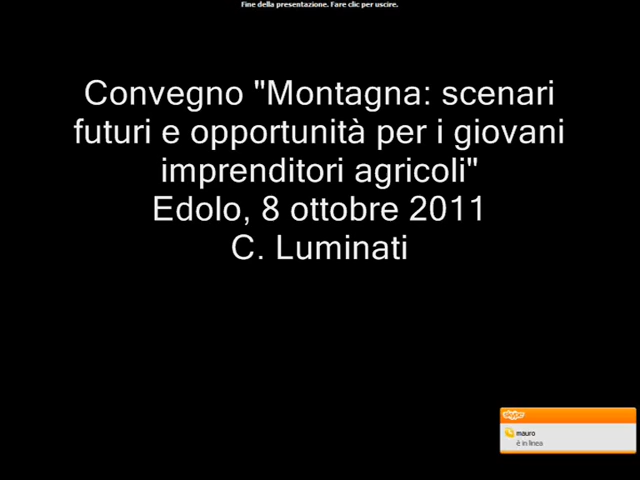 Fine della presentazione. Fare clic per uscire.
Convegno "Montagna: scenari
futuri e opportunità per i giovani
imprenditori agricoli"
Edolo, 8 ottobre 2011
C. Luminati
skype
mauro
è in linea